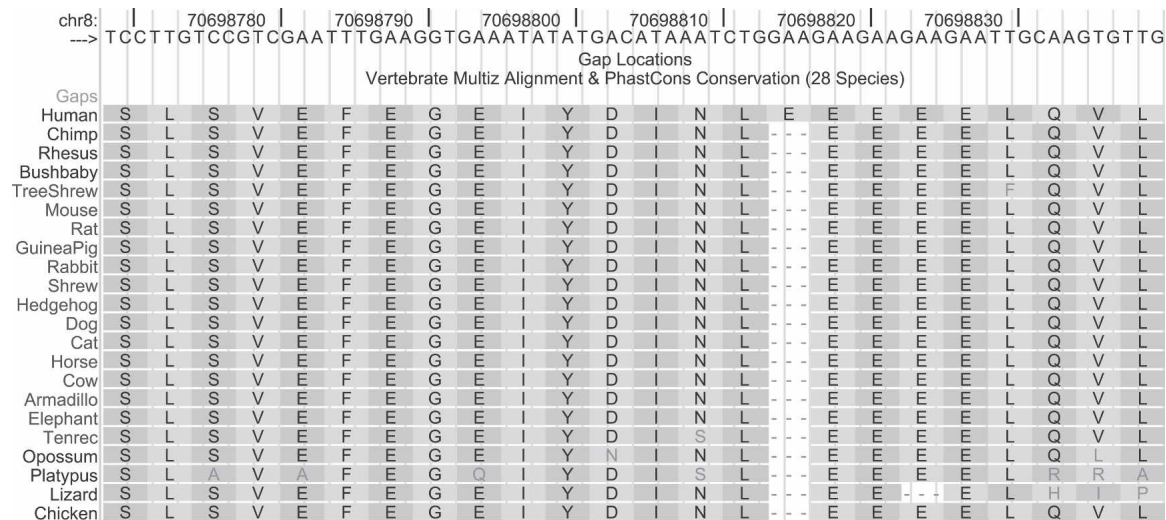 chr8: | 70698780 | 70698790 | 70698800 | 70698810 | 70698820 | 70698830 |
---> TCCTTGTCCGTCGAATTTGAAGGTGAAATATATGACATAAATCTGGAAGAAGAAGAAGAATTGCAAGTGTTG
Gap Locations
Vertebrate Multiz Alignment & PhastCons Conservation (28 Species)
Gaps
Human S L S V E F E G E I Y D I N L E E E E E L Q V L
Chimp S L S V E F E G E I Y D I N L - - - E E E E L Q V L
Rhesus S L S V E F E G E I Y D I N L - - - E E E E L Q V L
Bushbaby S L S V E F E G E I Y D I N L - - - E E E E L Q V L
TreeShrew S L S V E F E G E I Y D I N L - - - E E E E F Q V L
Mouse S L S V E F E G E I Y D I N L - - - E E E E L Q V L
Rat S L S V E F E G E I Y D I N L - - - E E E E L Q V L
GuineaPig S L S V E F E G E I Y D I N L - - - E E E E L Q V L
Rabbit S L S V E F E G E I Y D I N L - - - E E E E L Q V L
Shrew S L S V E F E G E I Y D I N L - - - E E E E L Q V L
Hedgehog S L S V E F E G E I Y D I N L - - - E E E E L Q V L
Dog S L S V E F E G E I Y D I N L - - - E E E E L Q V L
Cat S L S V E F E G E I Y D I N L - - - E E E E L Q V L
Horse S L S V E F E G E I Y D I N L - - - E E E E L Q V L
Cow S L S V E F E G E I Y D I N L - - - E E E E L Q V L
Armadillo S L S V E F E G E I Y D I N L - - - E E E E L Q V L
Elephant S L S V E F E G E I Y D I N L - - - E E E E L Q V L
Tenrec S L S V E F E G E I Y D I S L - - - E E E E L Q V L
Opossum S L S V E F E G E I Y N I N L - - - E E E E L Q L L
Platypus S L A V A F E G Q I Y D I S L - - - E E E E L R R A
Lizard S L S V E F E G E I Y D I N L - - - E E - - - E L H I P
Chicken S L S V E F E G E I Y D I N L - - - E E E E L Q V L